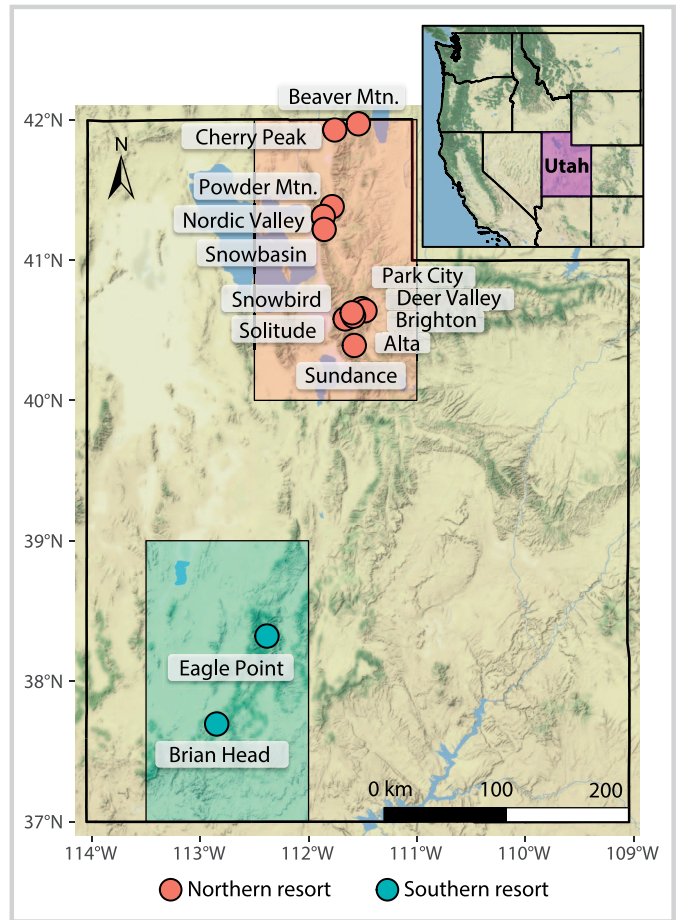 Utah
N
Beaver Mtn.
Cherry Peak
Powder Mtn.
Nordic Valley
Snowbasin
Park City
Snowbird
Deer Valley
Solitude
Brighton
Alta
Sundance
Eagle Point
Brian Head
42°N
41°N
40°N
39°N
38°N
37°N
0 km 100 200
114°W 113°W 112°W 111°W 110°W 109°W
Northern resort Southern resort